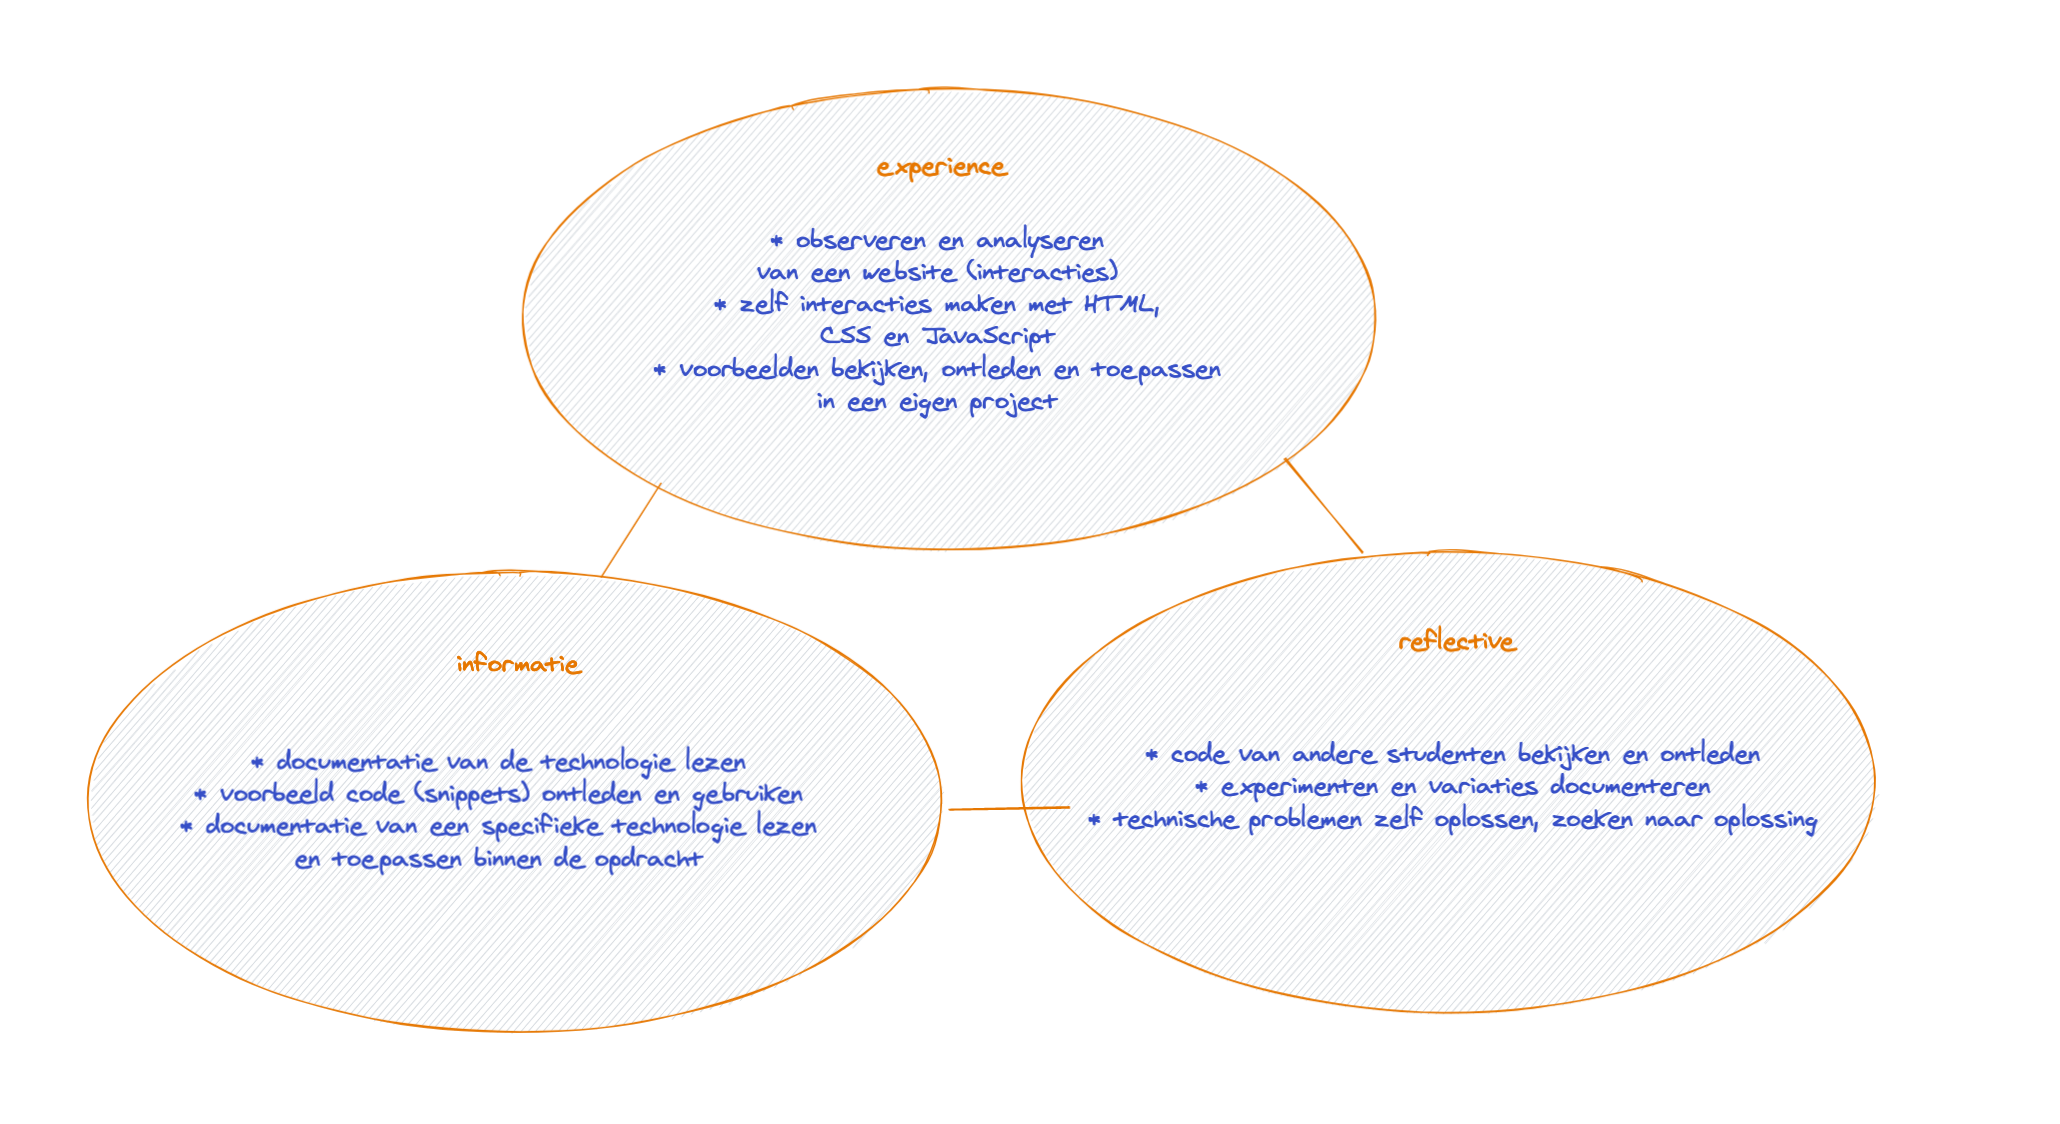 experience
* observeren en analyseren
van een website (interacties)
* zelf interacties maken met HTML,
CSS en JavaScript
* voorbeelden bekijken, ontleden en toepassen
in een eigen project
informatie
* documentatie van de technologie lezen
* voorbeeld code (snippets) ontleden en gebruiken
* documentatie van een specifieke technologie lezen
en toepassen binnen de opdracht
reflective
* code van andere studenten bekijken en ontleden
* experimenten en variaties documenteren
* technische problemen zelf oplossen, zoeken naar oplossing